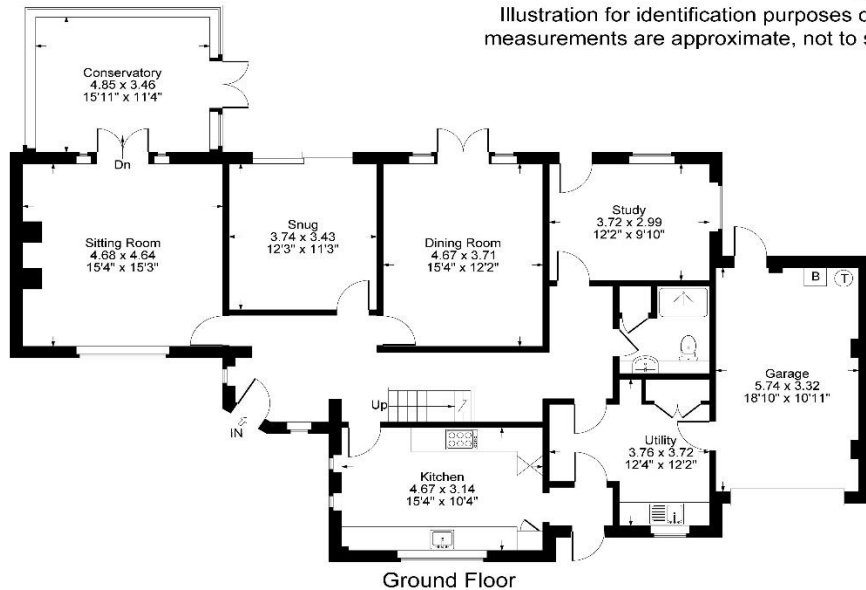 Illustration for identification purposes
measurements are approximate, not to
Conservatory
4.85 x 3.46
15'11" x 11'4"
Dn
Sitting Room
4.68 x 4.64
15'4" x 15'3"
Snug
3.74 x 3.43
12'3" x 11'3"
Dining Room
4.67 x 3.71
15'4" x 12'2"
Study
3.72 x 2.99
12'2" x 9'10"
B
T
Garage
5.74 x 3.32
18'10" x 10'11"
Up
IN
Kitchen
4.67 x 3.14
15'4" x 10'4"
Utility
3.76 x 3.72
12'4" x 12'2"
Ground Floor